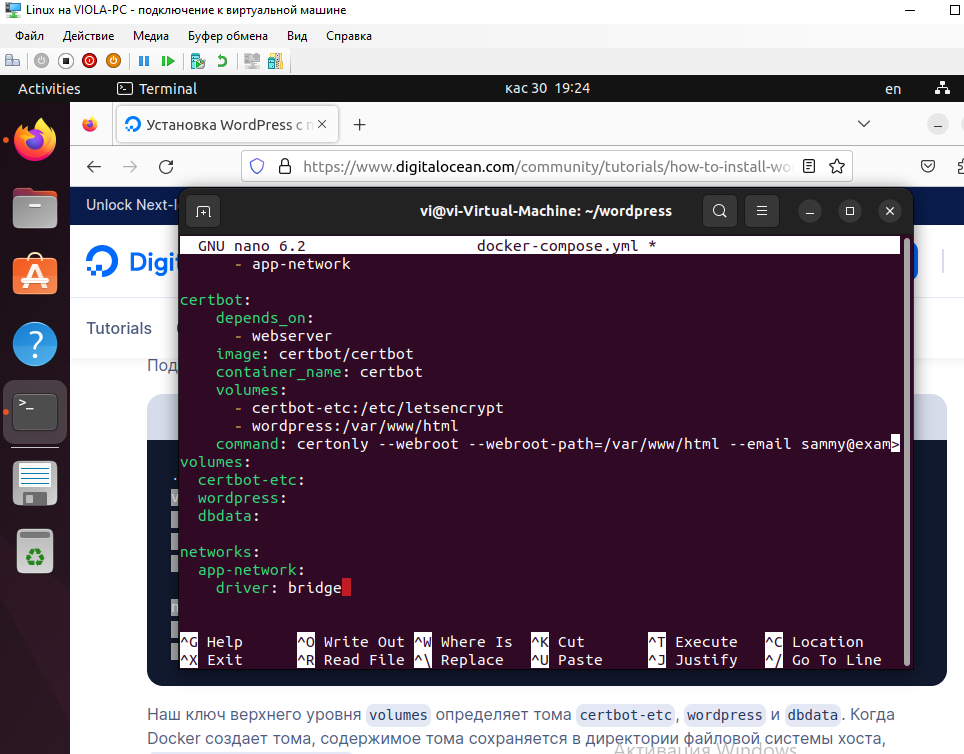 Linux на VIOLA-PC - подключение к виртуальной машине
Файл Действие Медиа Буфер обмена Вид Справка
Activities Terminal кас 30 19:24 en
Установка WordPress с п
https://www.digitalocean.com/community/tutorials/how-to-install-wo
Unlock Next-
vi@vi-Virtual-Machine: ~/wordpress
Digi
Tutorials
Под
GNU nano 6.2 docker-compose.yml *
- app-network
certbot:
depends_on:
- webserver
image: certbot/certbot
container_name: certbot
volumes:
- certbot-etc:/etc/letsencrypt
- wordpress:/var/www/html
command: certonly --webroot --webroot-path=/var/www/html --email sammy@exam>
volumes:
certbot-etc:
wordpress:
dbdata:
networks:
app-network:
driver: bridge
^G Help ^O Write Out ^W Where Is ^K Cut ^T Execute ^C Location
^X Exit ^R Read File ^\ Replace ^U Paste ^J Justify ^/ Go To Line
Наш ключ верхнего уровня volumes определяет тома certbot-etc, wordpress и dbdata. Когда
Docker создает тома, содержимое тома сохраняется в директории файловой системы хоста,
Активация Windows